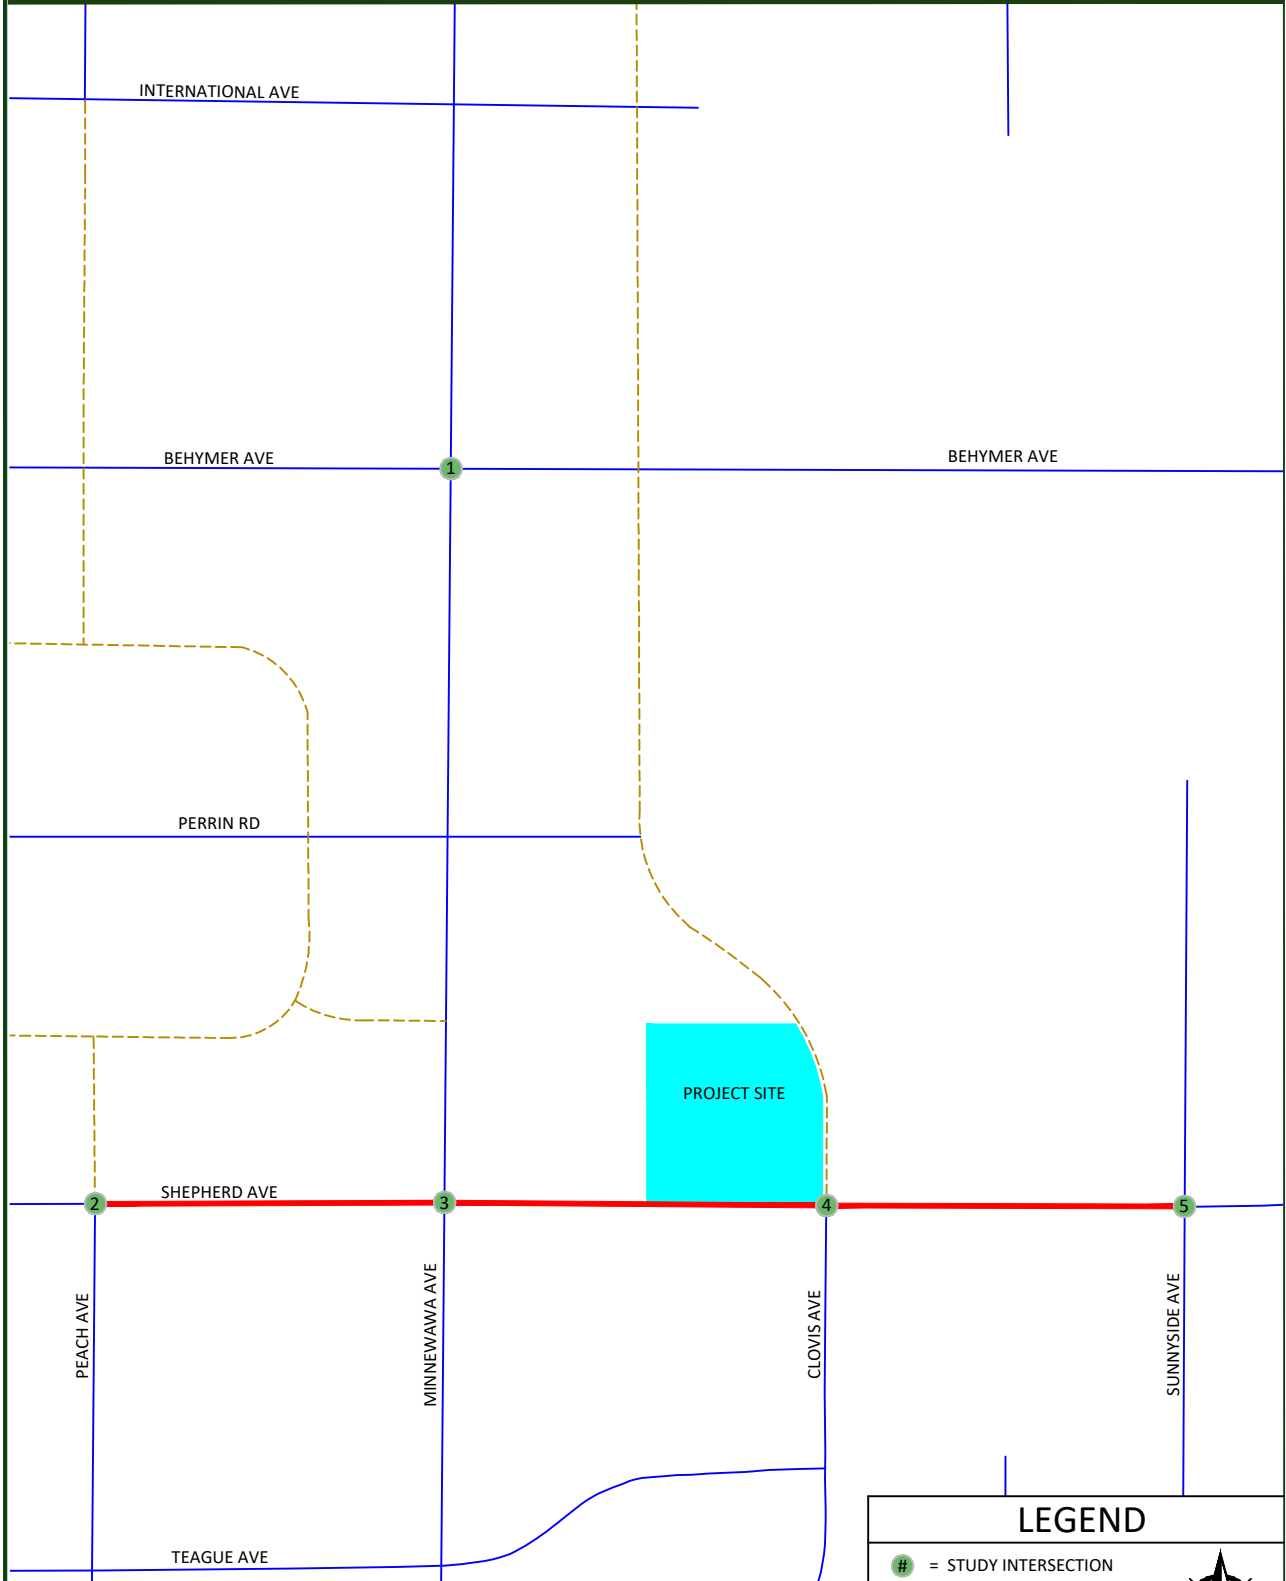 INTERNATIONAL AVE
BEHYMER AVE
BEHYMER AVE
1
PERRIN RD
PROJECT SITE
SHEPHERD AVE
2
3
4
5
PEACH AVE
MINNEWAWA AVE
CLOVIS AVE
SUNNYSIDE AVE
TEAGUE AVE
LEGEND
# = STUDY INTERSECTION